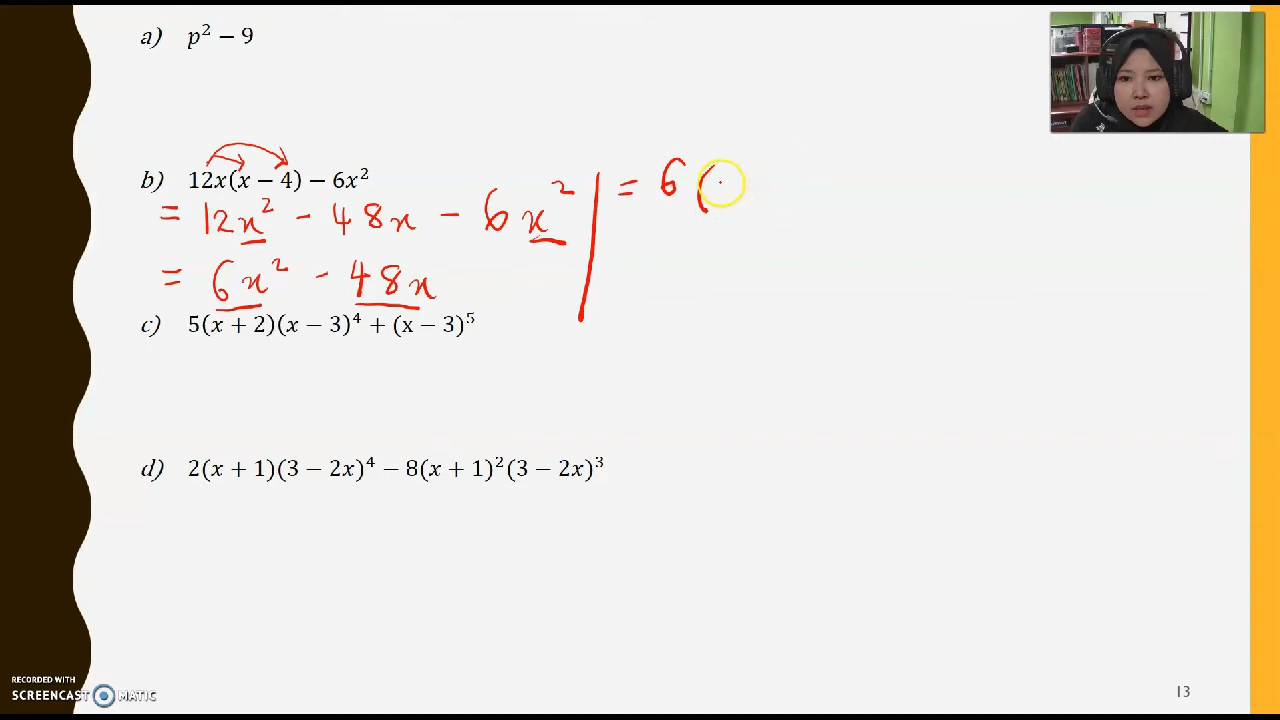 a) p² − 9
b) 12x(x − 4) − 6x²
= 12x² - 48x - 6x²
= 6x² - 48x
= 6(
c) 5(x + 2)(x − 3)⁴ + (x − 3)⁵
d) 2(x + 1)(3 − 2x)⁴ − 8(x + 1)²(3 − 2x)³
RECORDED WITH
SCREENCAST MATIC
13